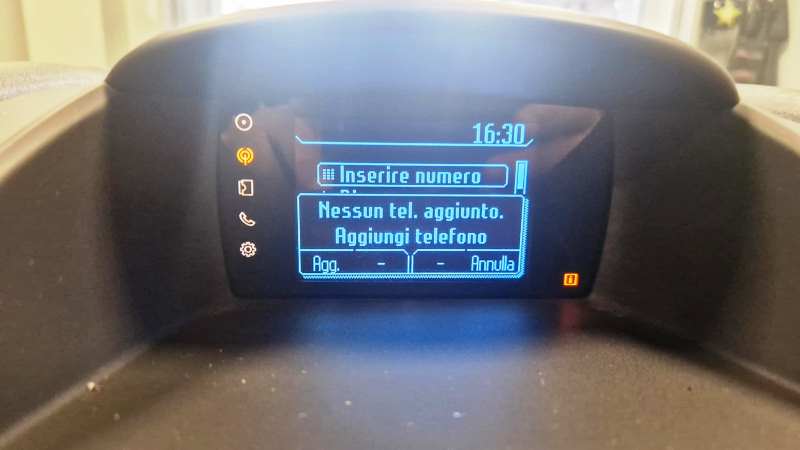 16:30
Inserire numero
Nessun tel. aggiunto.
Aggiungi telefono
Agg. - - Annulla